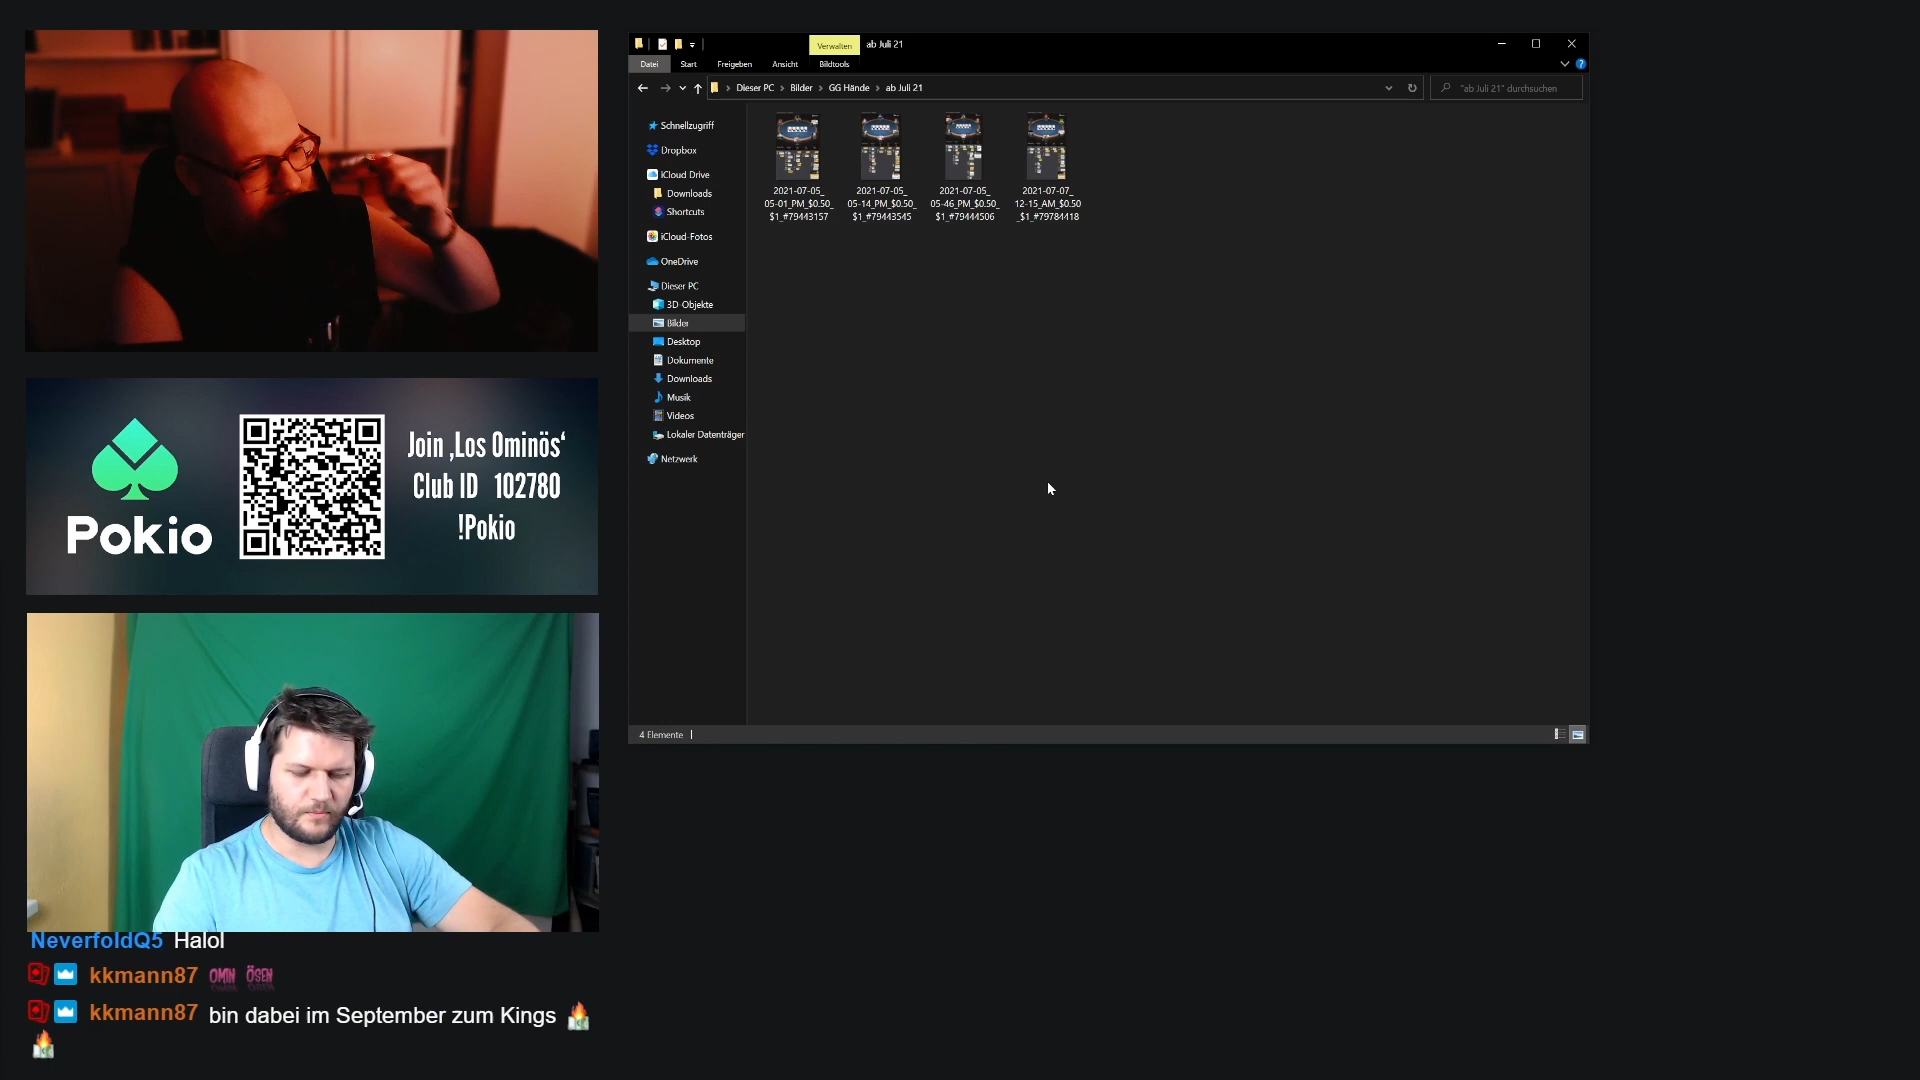 Verwalten
ab Juli 21
Datei
Start
Freigeben
Ansicht
Bildtools
Dieser PC > Bilder > GG Hände > ab Juli 21
"ab Juli 21" durchsuchen
Schnellzugriff
Dropbox
iCloud Drive
Downloads
Shortcuts
iCloud-Fotos
OneDrive
Dieser PC
3D-Objekte
Bilder
Desktop
Dokumente
Downloads
Musik
Videos
Lokaler Datenträger
Netzwerk
2021-07-05_
05-01_PM_$0.50_
$1_#79443157
2021-07-05_
05-14_PM_$0.50_
$1_#79443545
2021-07-05_
05-46_PM_$0.50_
$1_#79444506
2021-07-07_
12-15_AM_$0.50
_$1_#79784418
4 Elemente
Pokio
Join ‚Los Ominös‘
Club ID 102780
!Pokio
NeverfoldQ5 Halol
kkmann87 OMIN ÖSEN
kkmann87 bin dabei im September zum Kings